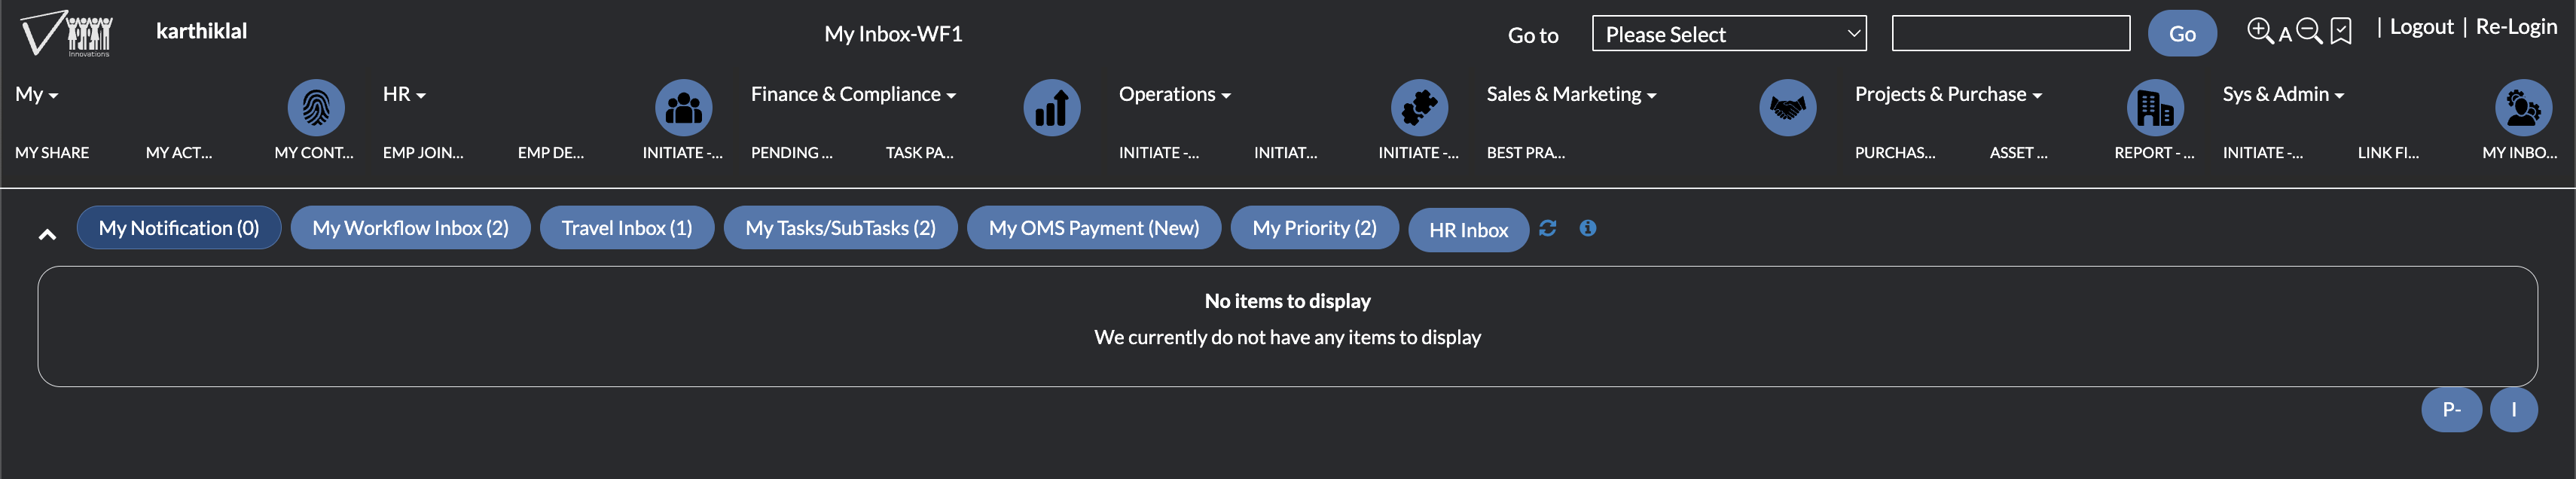 Innovations
karthiklal
My Inbox-WF1
Go to
Please Select
Go
A
| Logout | Re-Login
My
HR
Finance & Compliance
Operations
Sales & Marketing
Projects & Purchase
Sys & Admin
MY SHARE MY ACT... MY CONT... EMP JOIN... EMP DE... INITIATE -... PENDING ... TASK PA... INITIATE -... INITIAT... INITIATE -... BEST PRA... PURCHAS... ASSET ... REPORT - ... INITIATE -... LINK FI... MY INBO...
My Notification (0) My Workflow Inbox (2) Travel Inbox (1) My Tasks/SubTasks (2) My OMS Payment (New) My Priority (2) HR Inbox
No items to display
We currently do not have any items to display
P- I